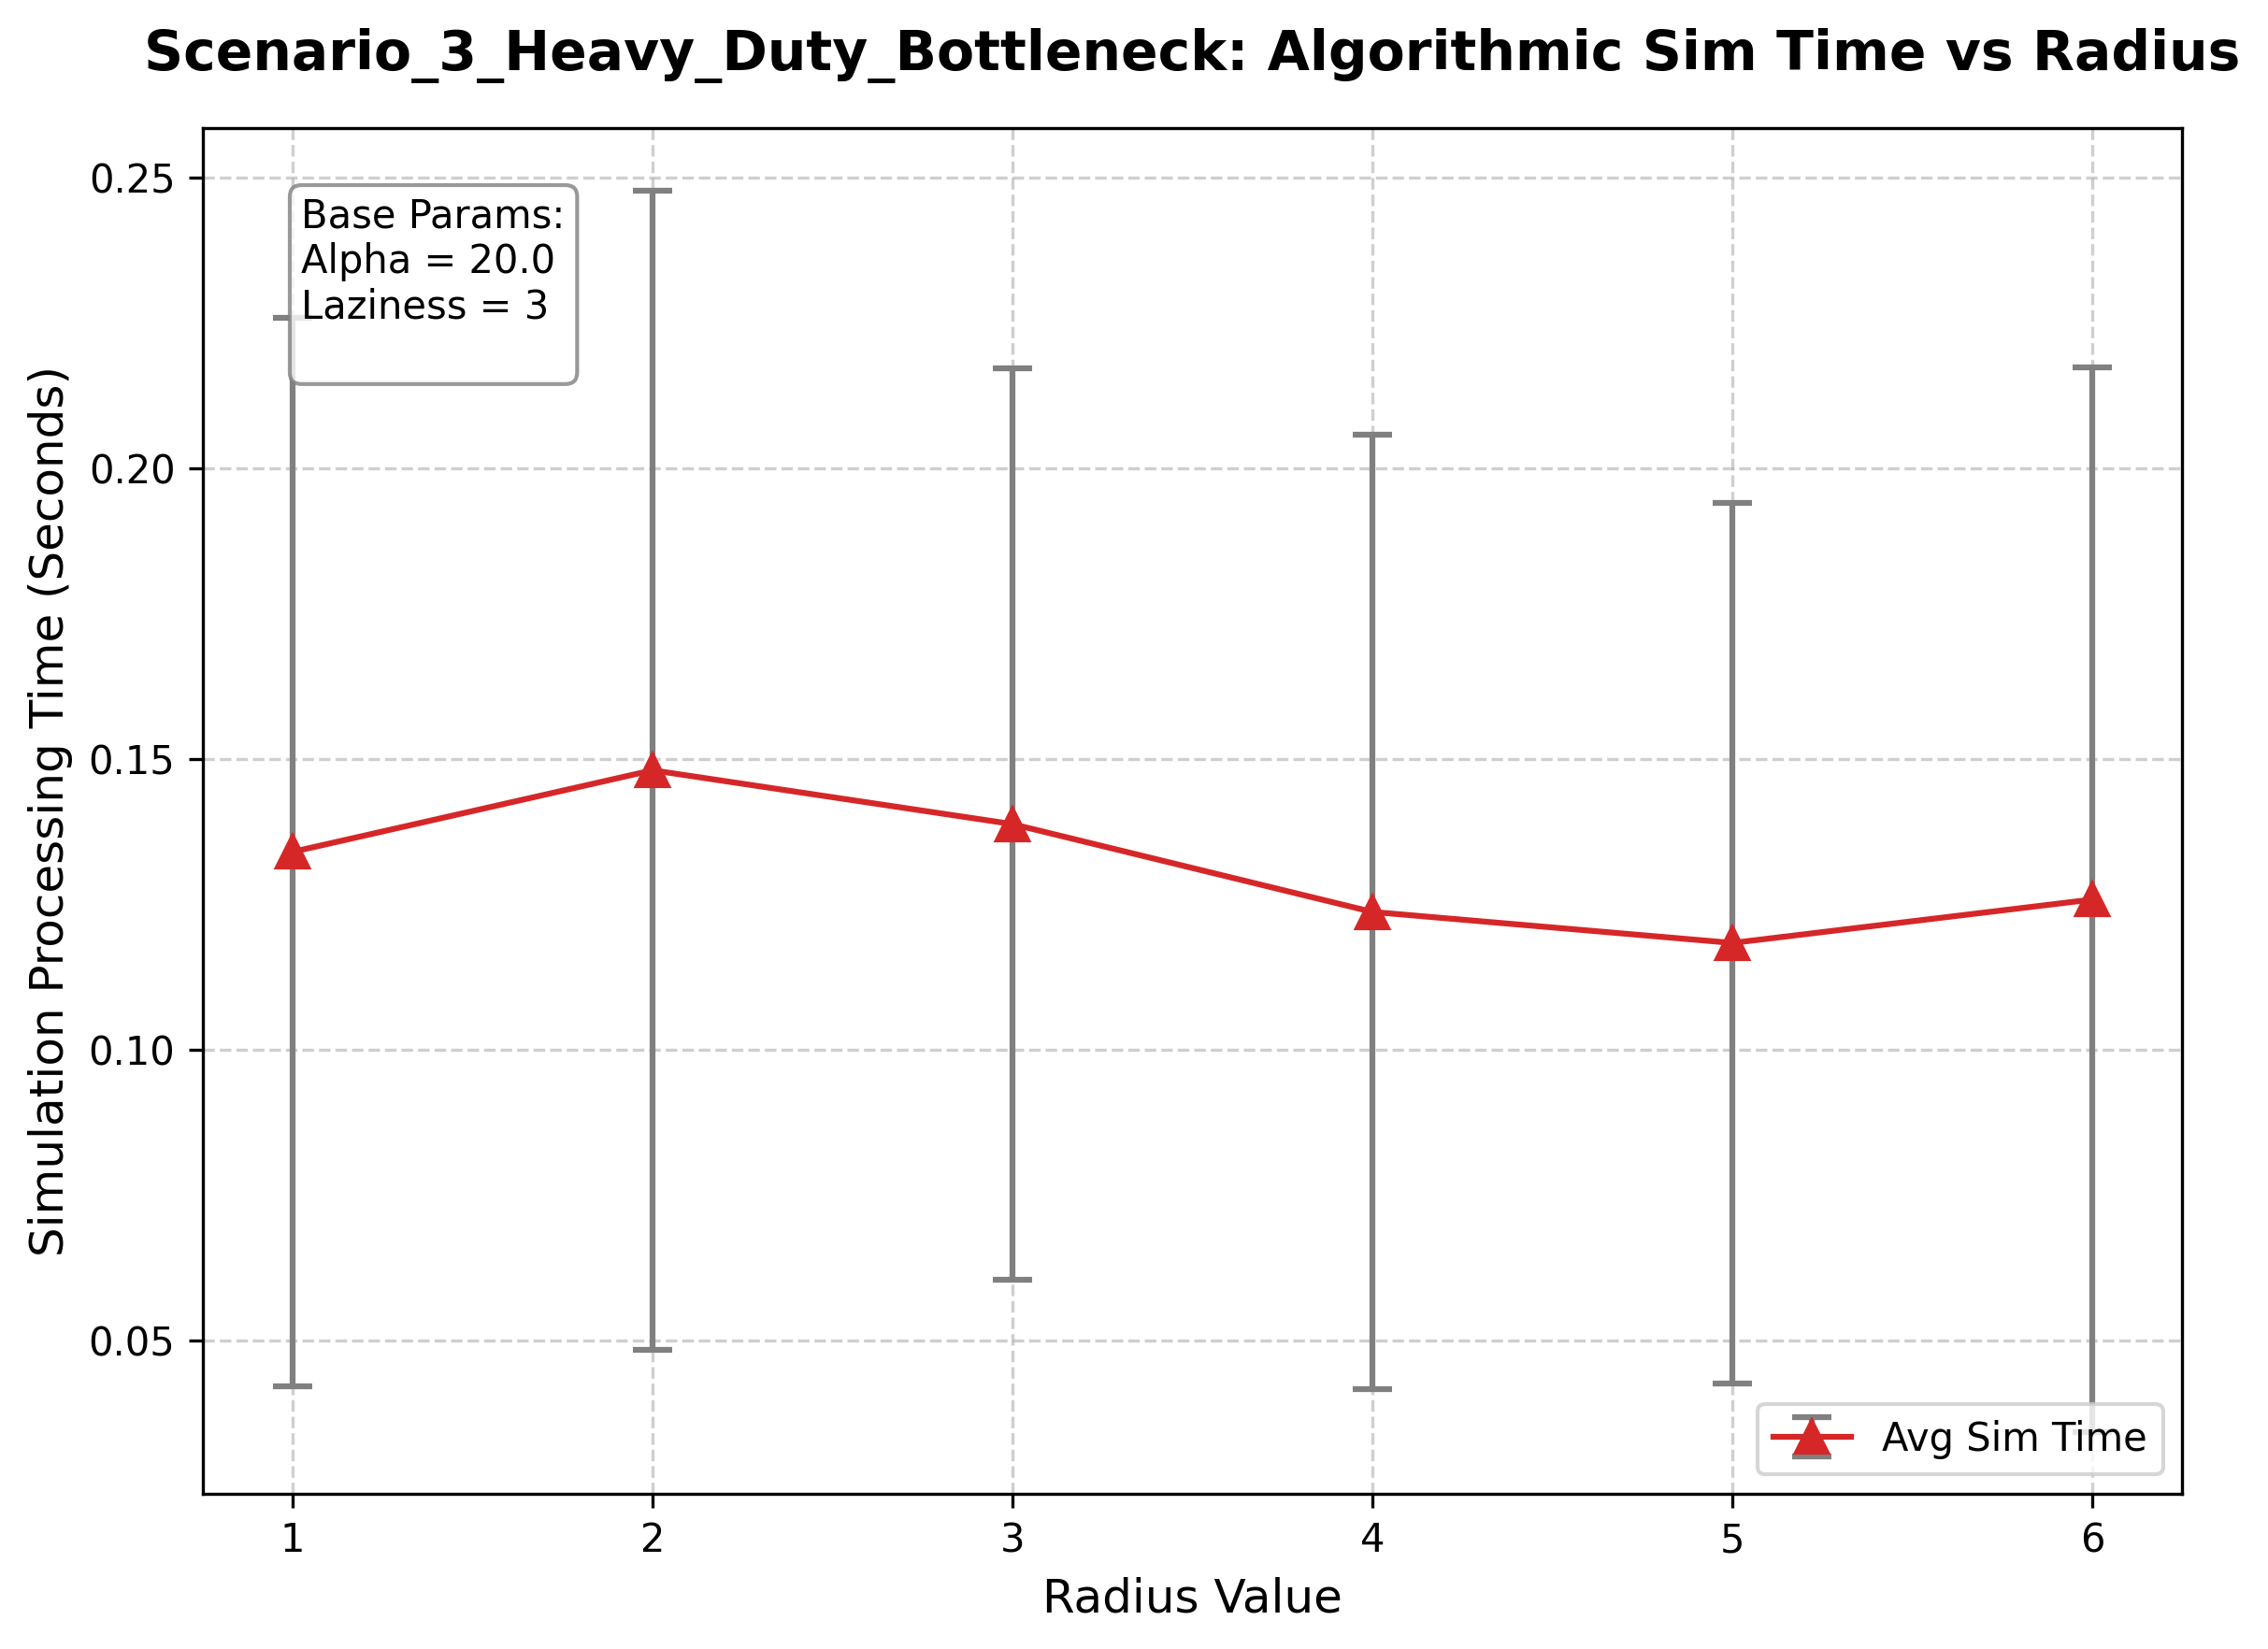 Scenario_3_Heavy_Duty_Bottleneck: Algorithmic Sim Time vs Radius
Base Params:
Alpha = 20.0
Laziness = 3
Simulation Processing Time (Seconds)
0.25
0.20
0.15
0.10
0.05
Avg Sim Time
1 2 3 4 5 6
Radius Value